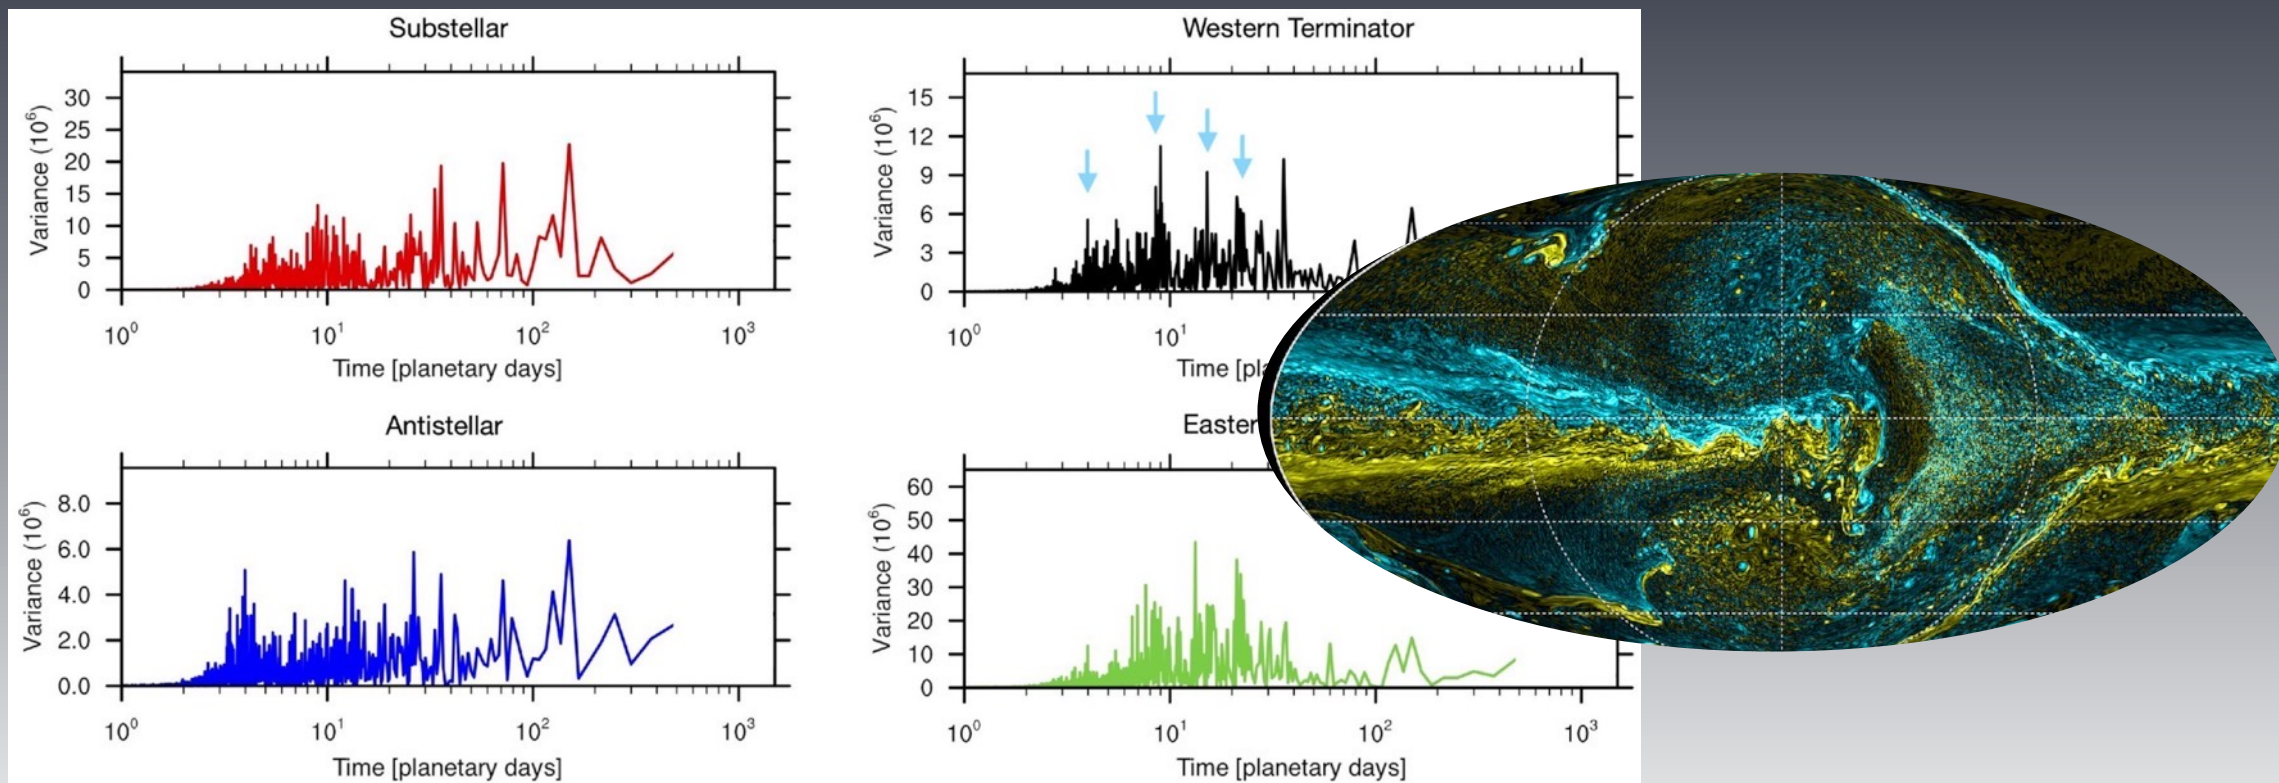 Substellar
Variance (10⁶)
30
25
20
15
10
5
0
10⁰ 10¹ 10² 10³
Time [planetary days]
Western Terminator
Variance (10⁶)
15
12
9
6
3
0
10⁰ 10¹
Time [pla
Antistellar
Variance (10⁶)
8.0
6.0
4.0
2.0
0.0
10⁰ 10¹ 10² 10³
Time [planetary days]
Easter
Variance (10⁶)
60
50
40
30
20
10
0
10⁰ 10¹ 10² 10³
Time [planetary days]